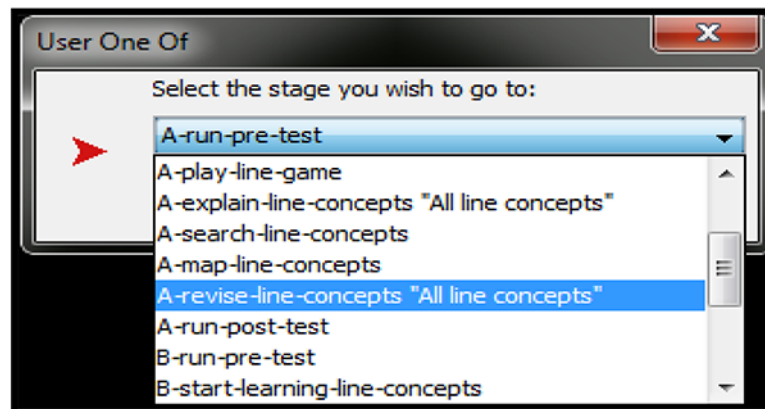 User One Of
Select the stage you wish to go to:
A-run-pre-test
A-play-line-game
A-explain-line-concepts "All line concepts"
A-search-line-concepts
A-map-line-concepts
A-revise-line-concepts "All line concepts"
A-run-post-test
B-run-pre-test
B-start-learning-line-concepts